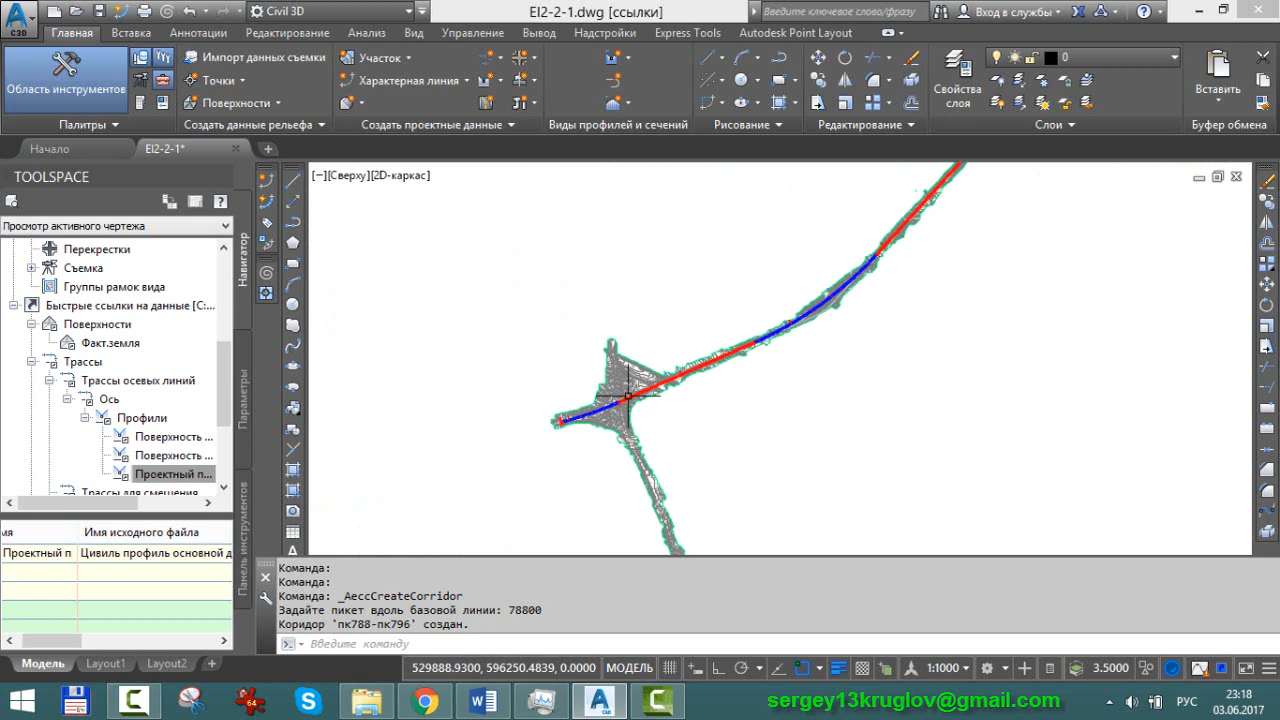 Civil 3D
EI2-2-1.dwg [ссылки]
Введите ключевое слово/фразу
Вход в службы
A
C3D
Главная
Вставка
Аннотации
Редактирование
Анализ
Вид
Управление
Вывод
Надстройки
Express Tools
Autodesk Point Layout
Область инструментов
Импорт данных съемки
Точки
Поверхности
Участок
Характерная линия
0
Свойства
слоя
Вставить
Палитры
Создать данные рельефа
Создать проектные данные
Виды профилей и сечений
Рисование
Редактирование
Слои
Буфер обмена
Начало
EI2-2-1*
TOOLSPACE
[−][Сверху][2D-каркас]
Просмотр активного чертежа
Перекрестки
Съемка
Группы рамок вида
Быстрые ссылки на данные [C:...
Поверхности
Факт.земля
Трассы
Трассы осевых линий
Ось
Профили
Поверхность ...
Поверхность ...
Проектный п...
Трассы для смещения
Навигатор
Параметры
Панель инструментов
мя
Имя исходного файла
Проектный п
Цивиль профиль основной д
Команда:
Команда:
Команда: _AeccCreateCorridor
Задайте пикет вдоль базовой линии: 78800
Коридор 'пк788-пк796' создан.
Введите команду
Модель
Layout1
Layout2
529888.9300, 596250.4839, 0.0000
МОДЕЛЬ
1:1000
3.5000
64
sergey13kruglov@gmail.com
РУС
23:18
03.06.2017